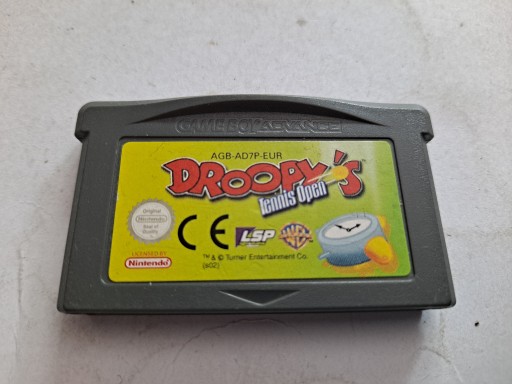 GAME BOY ADVANCE
AGB-AD7P-EUR
DROOPY'S
Tennis Open
Original
Nintendo
Seal of
Quality
CE
LSP
WB
LICENSED BY
Nintendo
™ & © Turner Entertainment Co.
(s02)